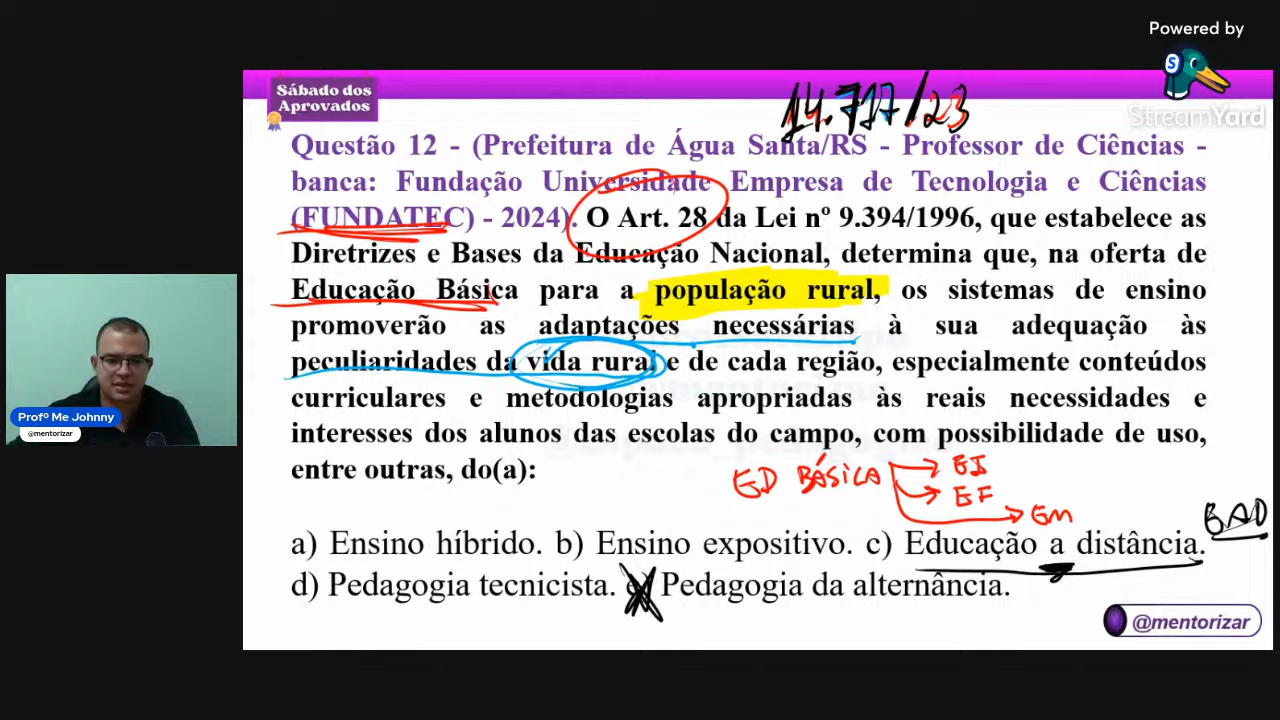 Powered by
StreamYard
Sábado dos
Aprovados
14.717/23
Questão 12 - (Prefeitura de Água Santa/RS - Professor de Ciências -
banca: Fundação Universidade Empresa de Tecnologia e Ciências
(FUNDATEC) - 2024). O Art. 28 da Lei nº 9.394/1996, que estabelece as
Diretrizes e Bases da Educação Nacional, determina que, na oferta de
Educação Básica para a população rural, os sistemas de ensino
promoverão as adaptações necessárias à sua adequação às
peculiaridades da vida rural e de cada região, especialmente conteúdos
curriculares e metodologias apropriadas às reais necessidades e
interesses dos alunos das escolas do campo, com possibilidade de uso,
entre outras, do(a):
ED BÁSICA
EI
EF
EM
EAD
a) Ensino híbrido. b) Ensino expositivo. c) Educação a distância.
d) Pedagogia tecnicista. Pedagogia da alternância.
Profº Me Johnny
@mentorizar
@mentorizar